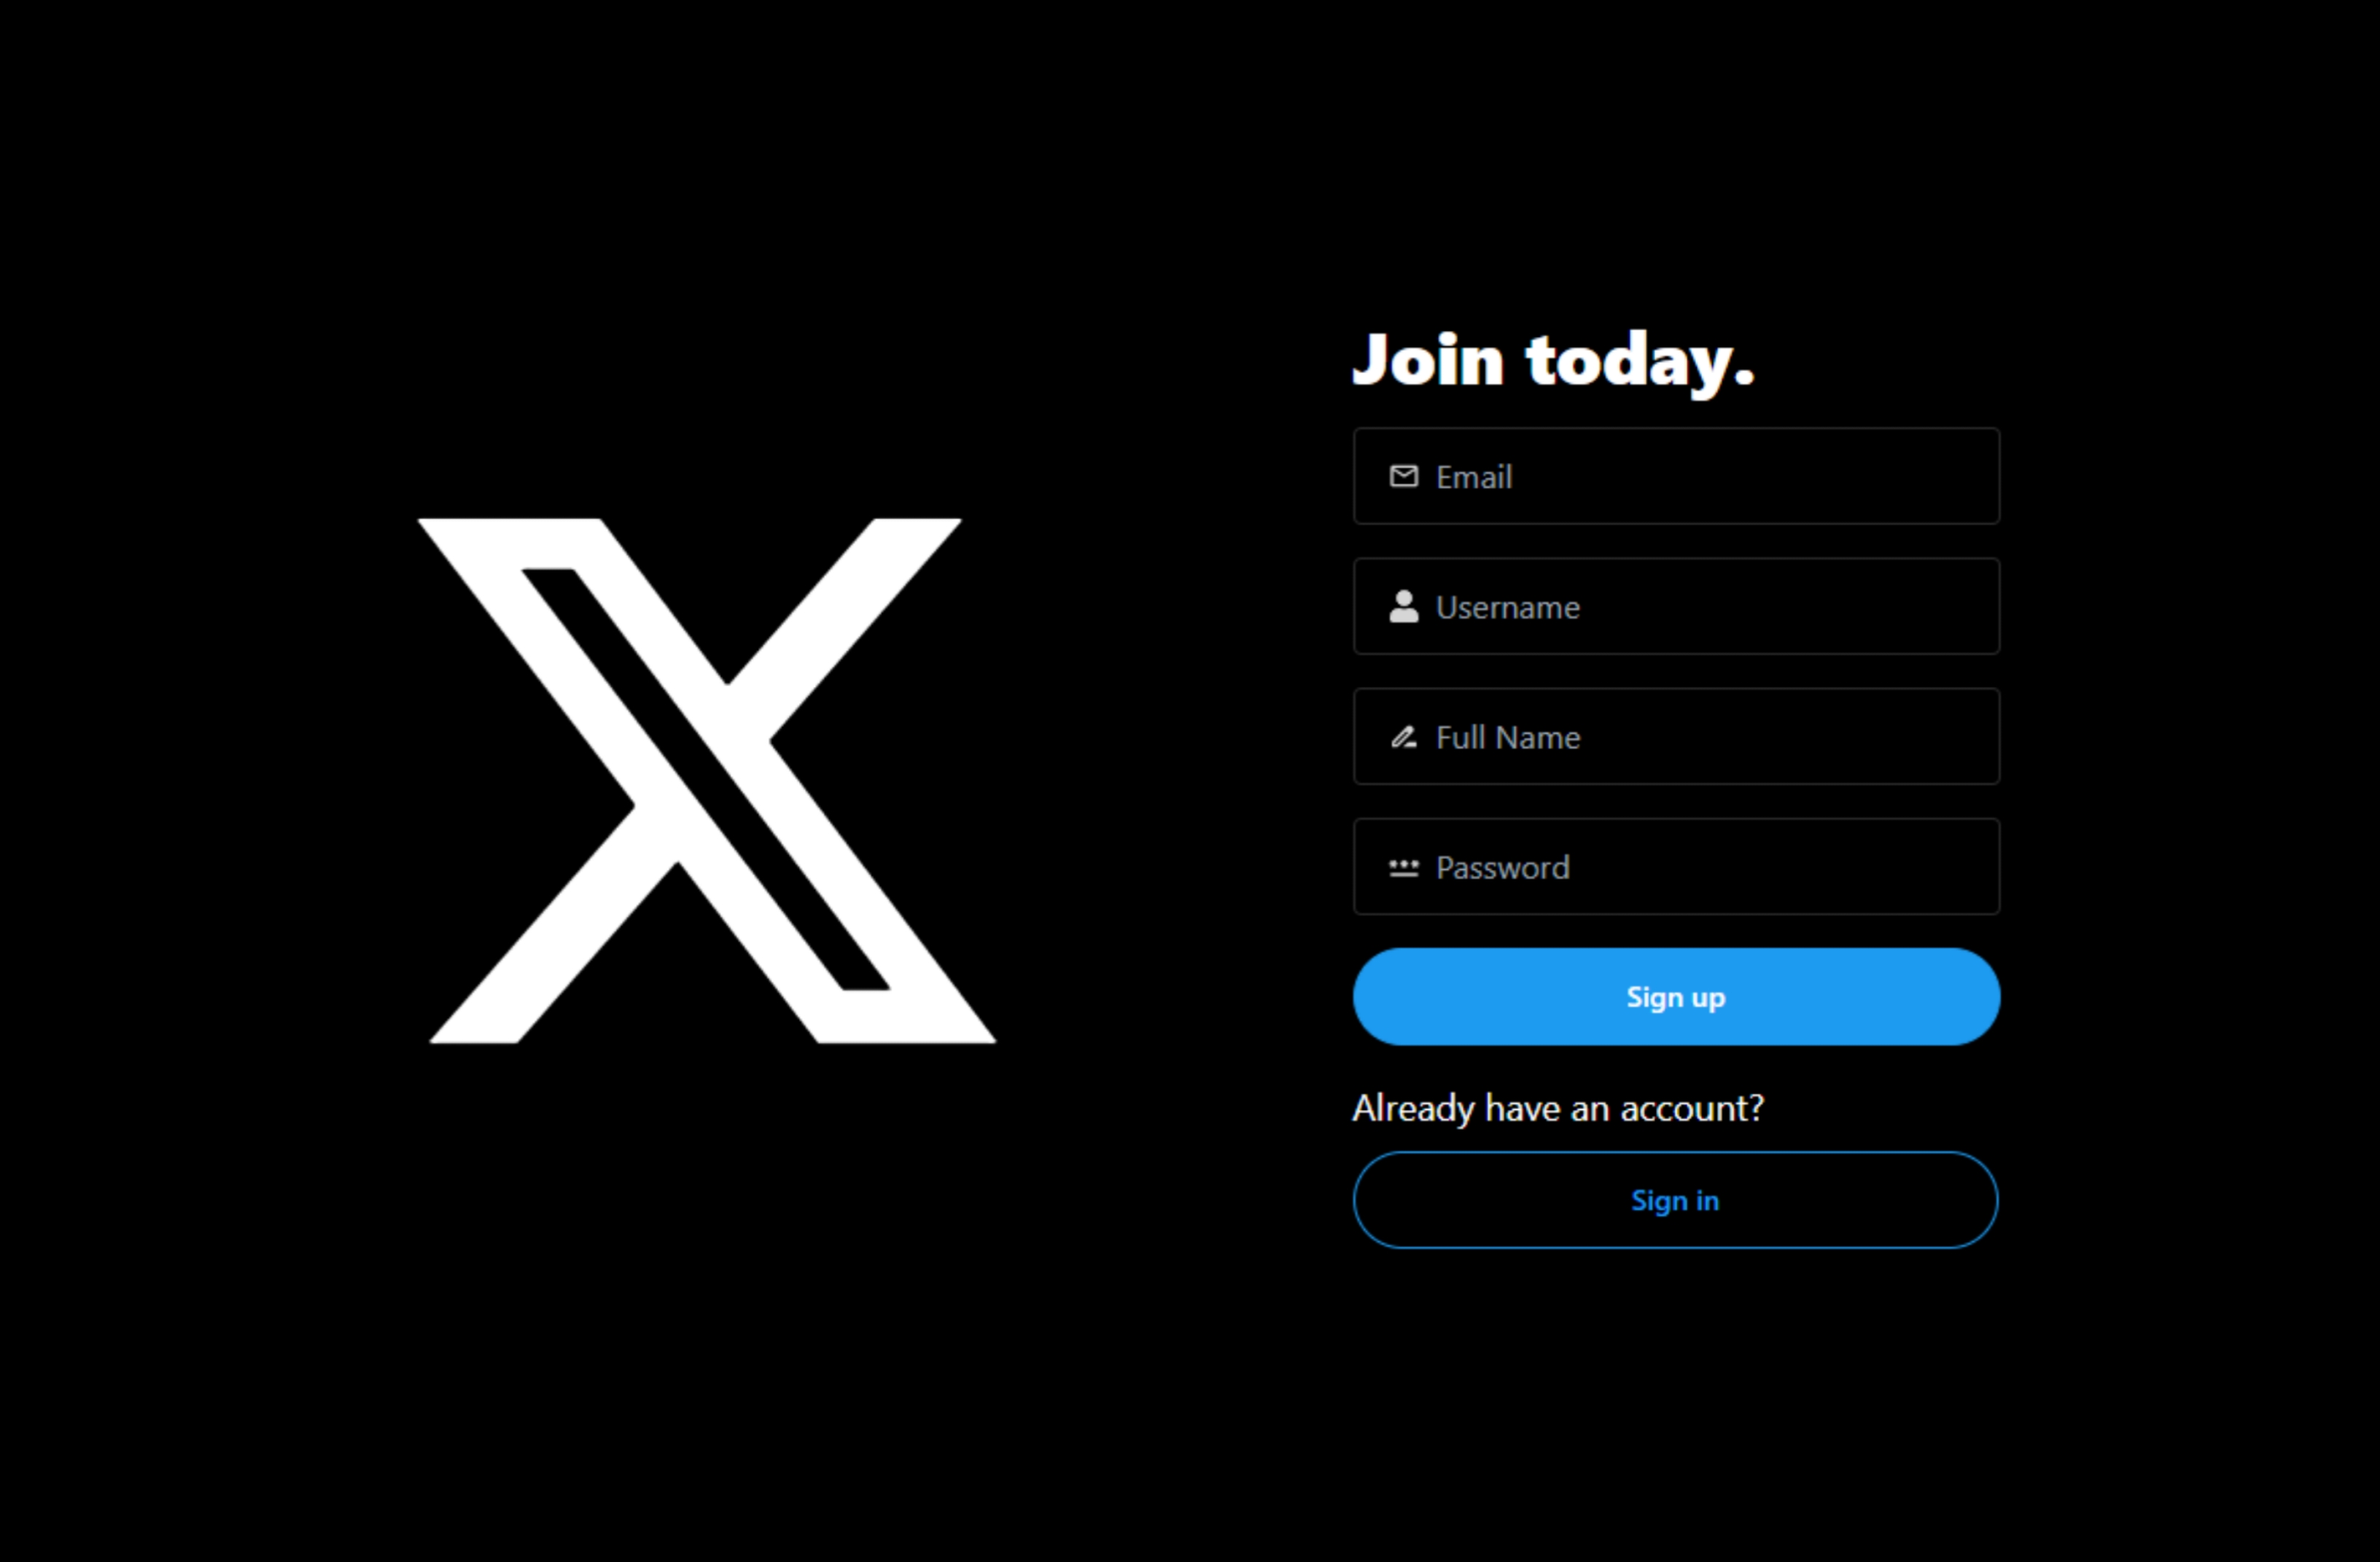 Join today.
Email
Username
Full Name
Password
Sign up
Already have an account?
Sign in